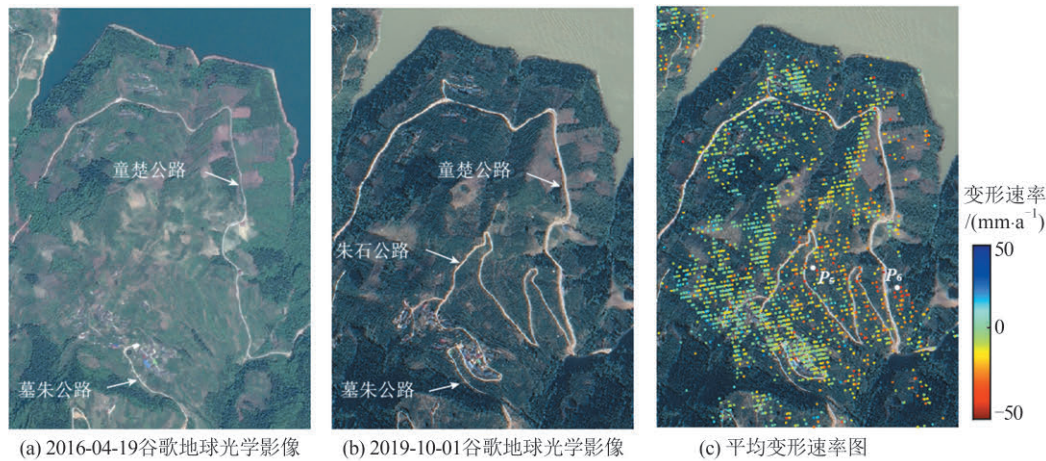 童楚公路
墓朱公路
(a) 2016-04-19谷歌地球光学影像
童楚公路
朱石公路
墓朱公路
(b) 2019-10-01谷歌地球光学影像
P₆
P₆
(c) 平均变形速率图
变形速率
/(mm·a⁻¹)
50
0
−50